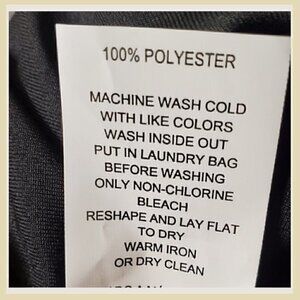 100% POLYESTER
MACHINE WASH COLD
WITH LIKE COLORS
WASH INSIDE OUT
PUT IN LAUNDRY BAG
BEFORE WASHING
ONLY NON-CHLORINE
BLEACH
RESHAPE AND LAY FLAT
TO DRY
WARM IRON
OR DRY CLEAN